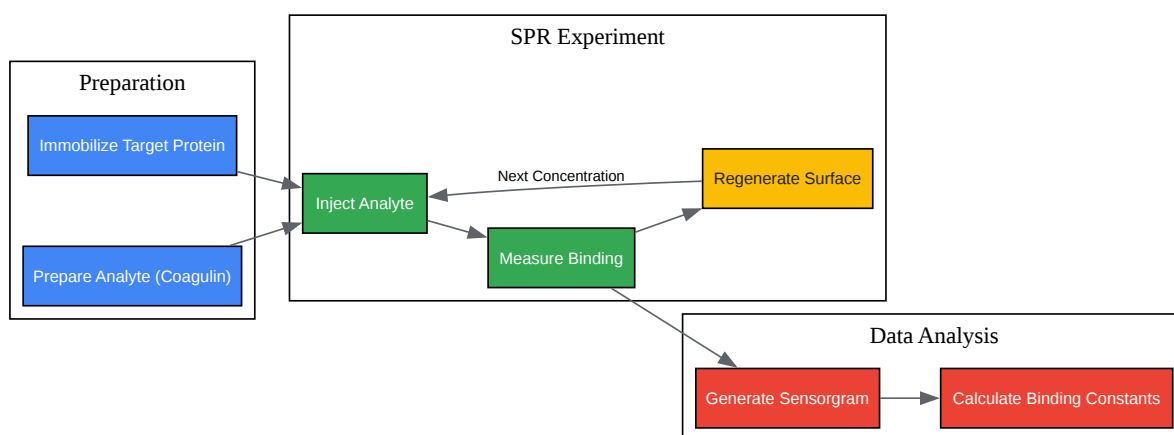 SPR Experiment
Preparation
Immobilize Target Protein
Prepare Analyte (Coagulin)
Inject Analyte
Next Concentration
Regenerate Surface
Measure Binding
Data Analysis
Generate Sensorgram
Calculate Binding Constants